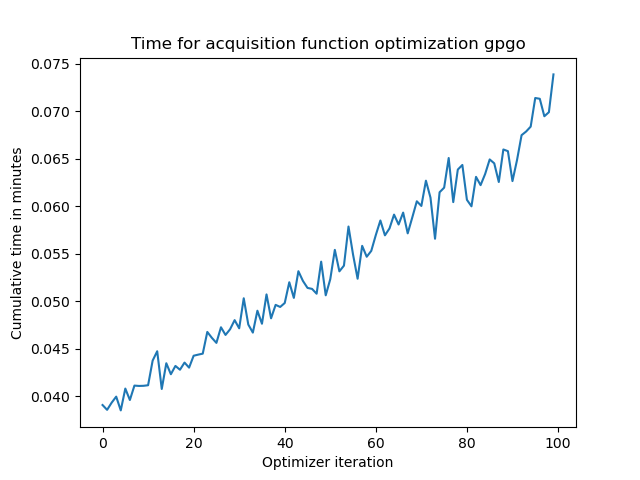 Time for acquisition function optimization gpgo
0.075
0.070
0.065
0.060
0.055
0.050
0.045
0.040
Cumulative time in minutes
0 20 40 60 80 100
Optimizer iteration